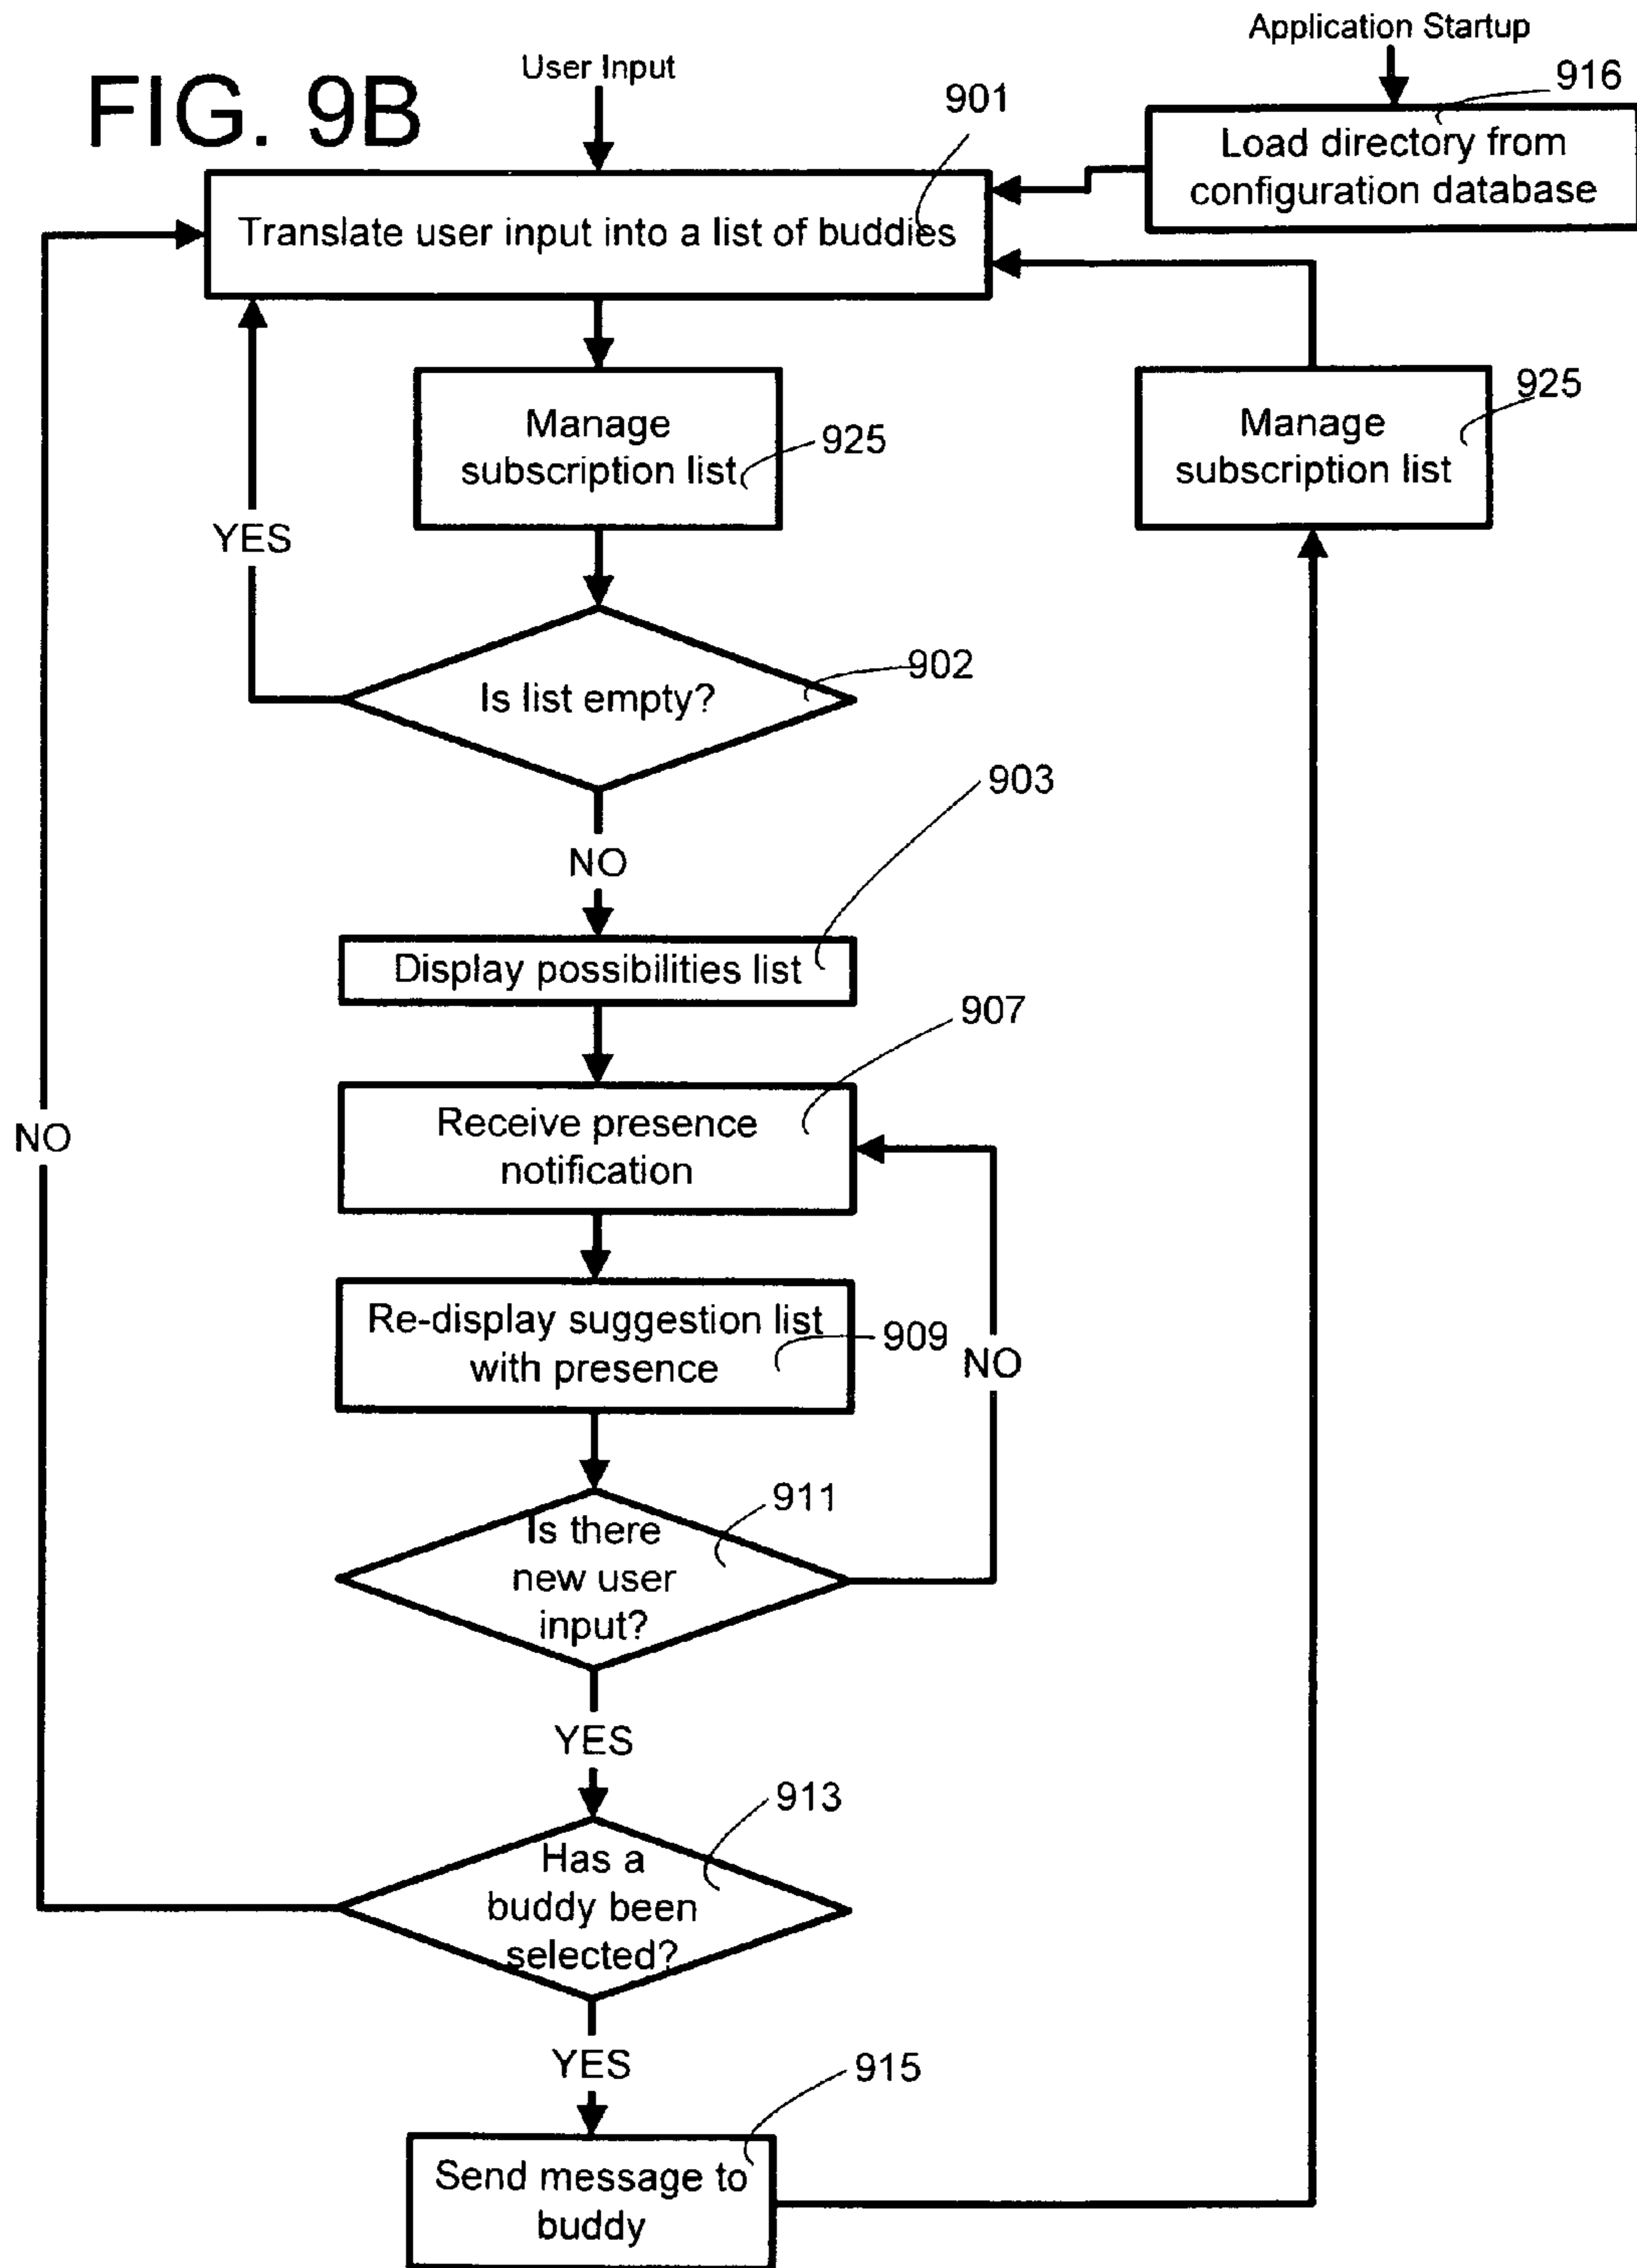 Application Startup
FIG. 9B
User Input
916
901
Load directory from
configuration database
Translate user input into a list of buddies
Manage
subscription list
925
Manage
subscription list
925
YES
902
Is list empty?
903
NO
Display possibilities list
907
Receive presence
notification
NO
Re-display suggestion list
with presence
909
NO
911
Is there
new user
input?
YES
913
Has a
buddy been
selected?
YES
915
Send message to
buddy